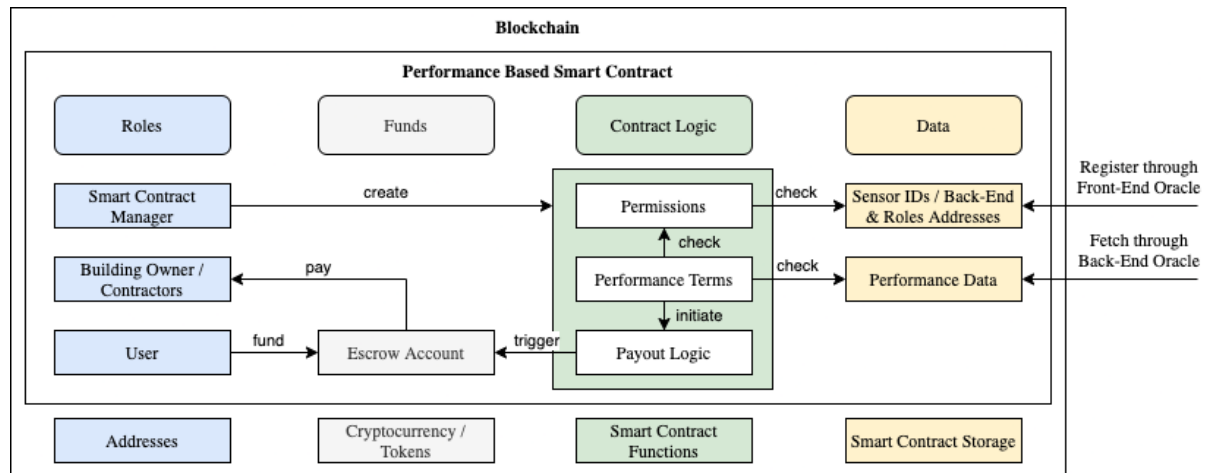 Blockchain
Performance Based Smart Contract
Roles
Funds
Contract Logic
Data
Smart Contract
Manager
create
Permissions
check
Sensor IDs / Back-End
& Roles Addresses
Register through
Front-End Oracle
check
Building Owner /
Contractors
pay
Performance Terms
check
Performance Data
Fetch through
Back-End Oracle
initiate
User
fund
Escrow Account
trigger
Payout Logic
Addresses
Cryptocurrency /
Tokens
Smart Contract
Functions
Smart Contract Storage